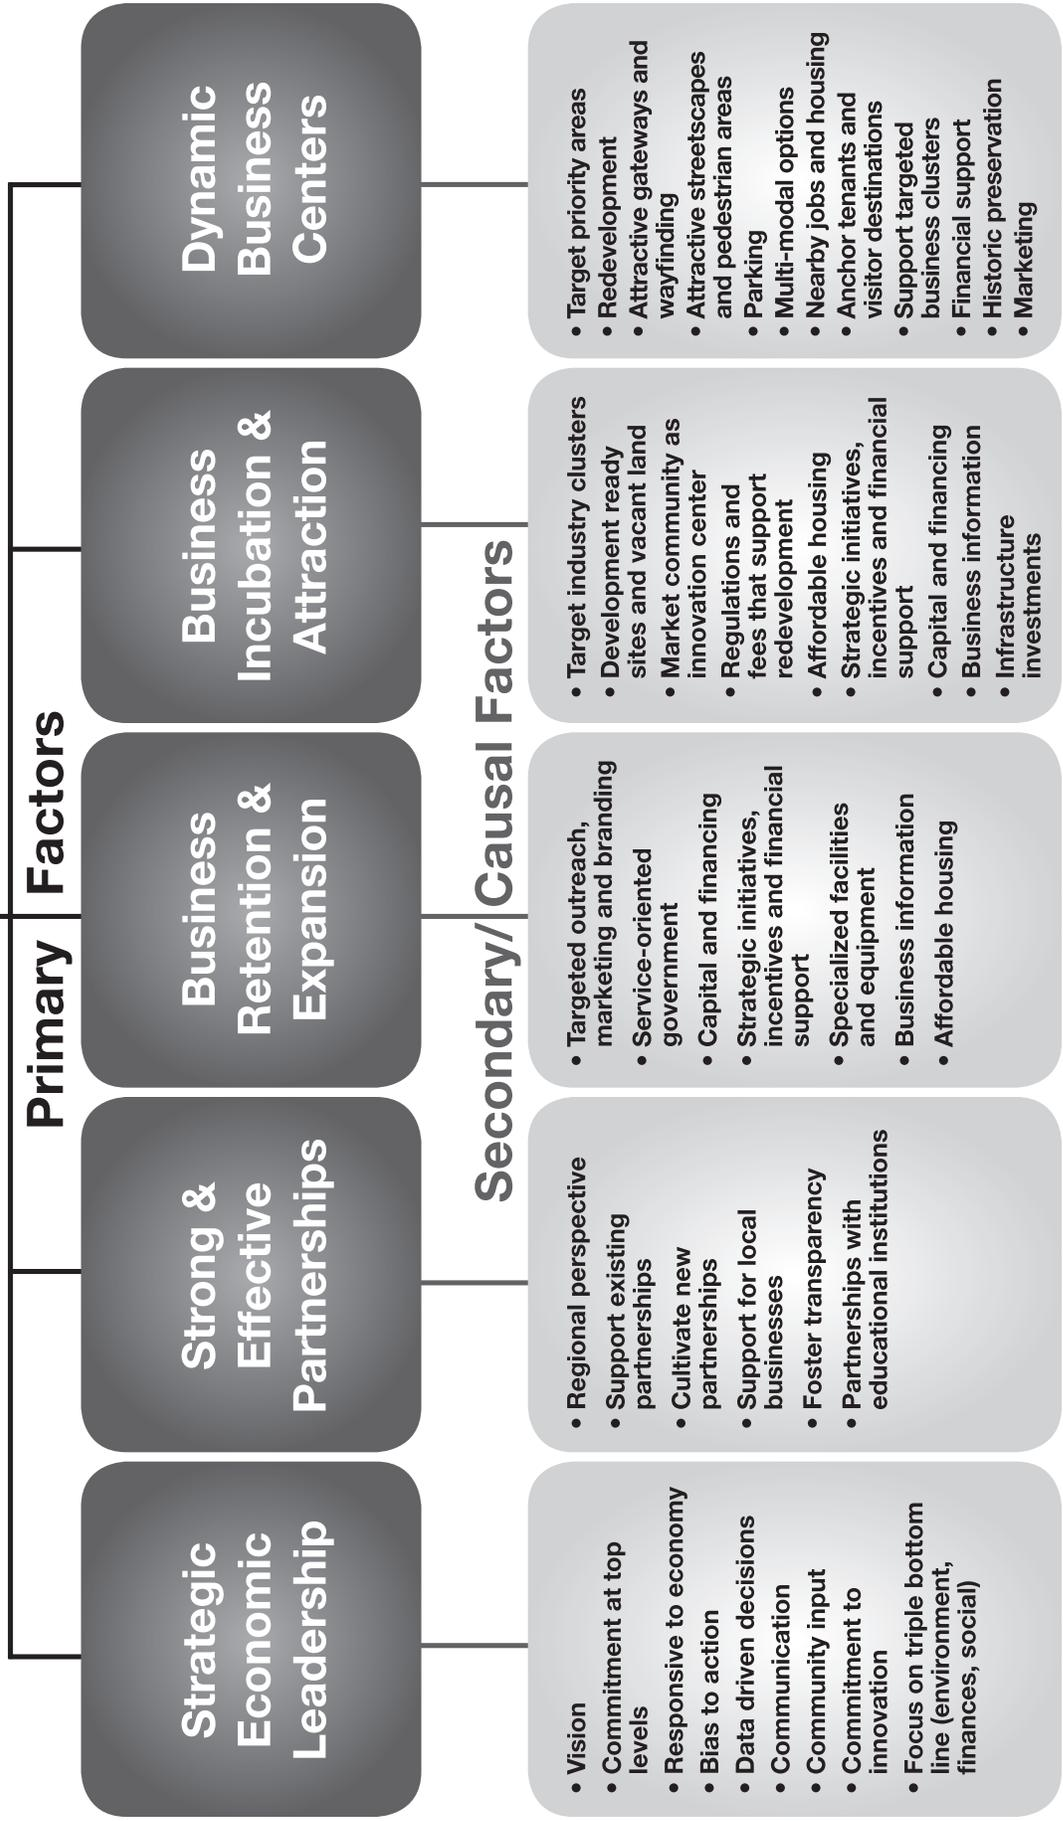 Primary Factors
Strategic
Economic
Leadership
Strong &
Effective
Partnerships
Business
Retention &
Expansion
Business
Incubation &
Attraction
Dynamic
Business
Centers
Secondary/ Causal Factors
• Vision
• Commitment at top
levels
• Responsive to economy
• Bias to action
• Data driven decisions
• Communication
• Community input
• Commitment to
innovation
• Focus on triple bottom
line (environment,
finances, social)
• Regional perspective
• Support existing
partnerships
• Cultivate new
partnerships
• Support for local
businesses
• Foster transparency
• Partnerships with
educational institutions
• Targeted outreach,
marketing and branding
• Service-oriented
government
• Capital and financing
• Strategic initiatives,
incentives and financial
support
• Specialized facilities
and equipment
• Business information
• Affordable housing
• Target industry clusters
• Development ready
sites and vacant land
• Market community as
innovation center
• Regulations and
fees that support
redevelopment
• Affordable housing
• Strategic initiatives,
incentives and financial
support
• Capital and financing
• Business information
• Infrastructure
investments
• Target priority areas
• Redevelopment
• Attractive gateways and
wayfinding
• Attractive streetscapes
and pedestrian areas
• Parking
• Multi-modal options
• Nearby jobs and housing
• Anchor tenants and
visitor destinations
• Support targeted
business clusters
• Financial support
• Historic preservation
• Marketing